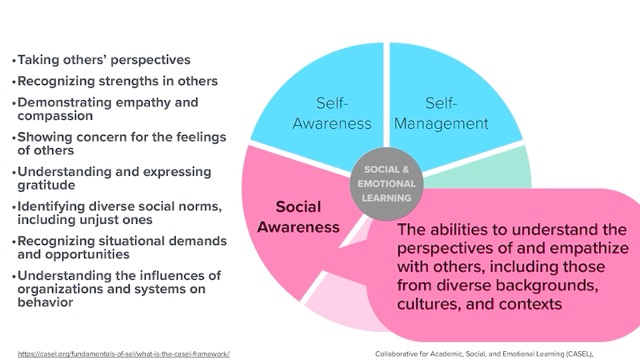 •Taking others’ perspectives
•Recognizing strengths in others
•Demonstrating empathy and
compassion
•Showing concern for the feelings
of others
•Understanding and expressing
gratitude
•Identifying diverse social norms,
including unjust ones
•Recognizing situational demands
and opportunities
•Understanding the influences of
organizations and systems on
behavior
Self-
Awareness
Self-
Management
SOCIAL &
EMOTIONAL
LEARNING
Social
Awareness
The abilities to understand the
perspectives of and empathize
with others, including those
from diverse backgrounds,
cultures, and contexts
https://casel.org/fundamentals-of-sel/what-is-the-casel-framework/
Collaborative for Academic, Social, and Emotional Learning (CASEL),